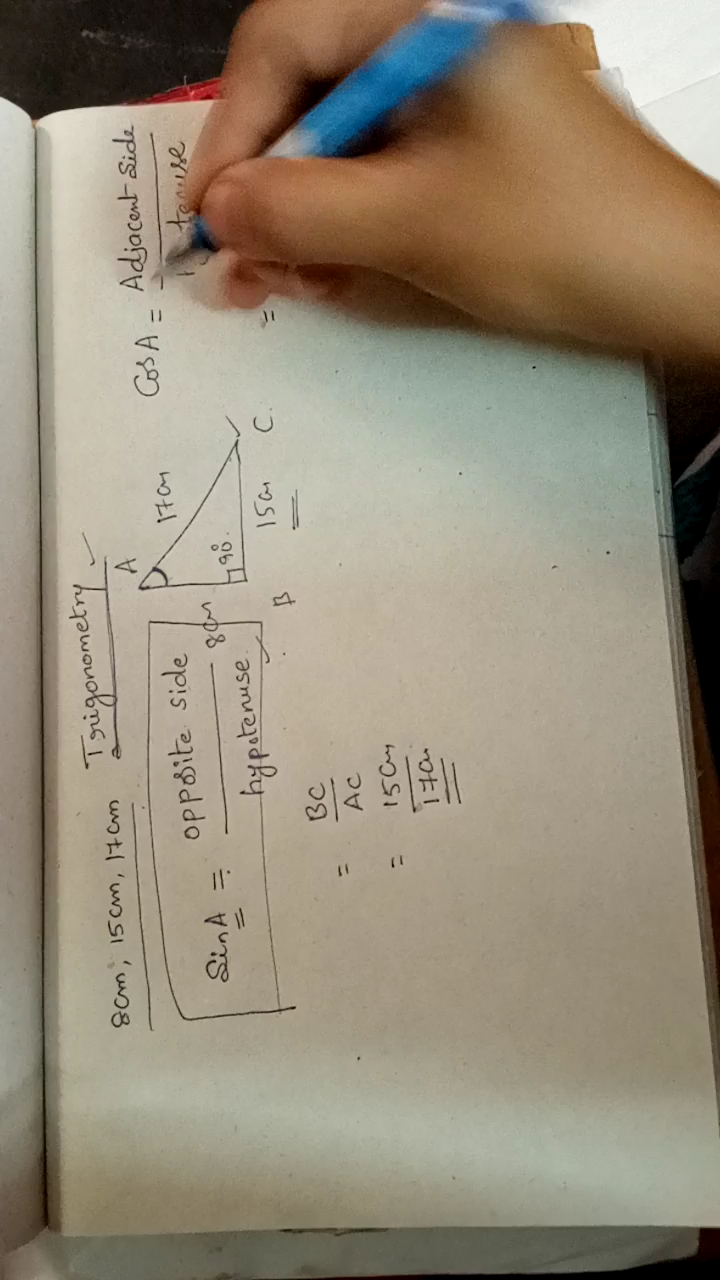 Trigonometry
8cm, 15cm, 17cm
Sin A = opposite side
hypotenuse
= BC
AC
= 15cm
17cm
A
17cm
8cm
90°
B
15cm
C
Cos A = Adjacent Side
=